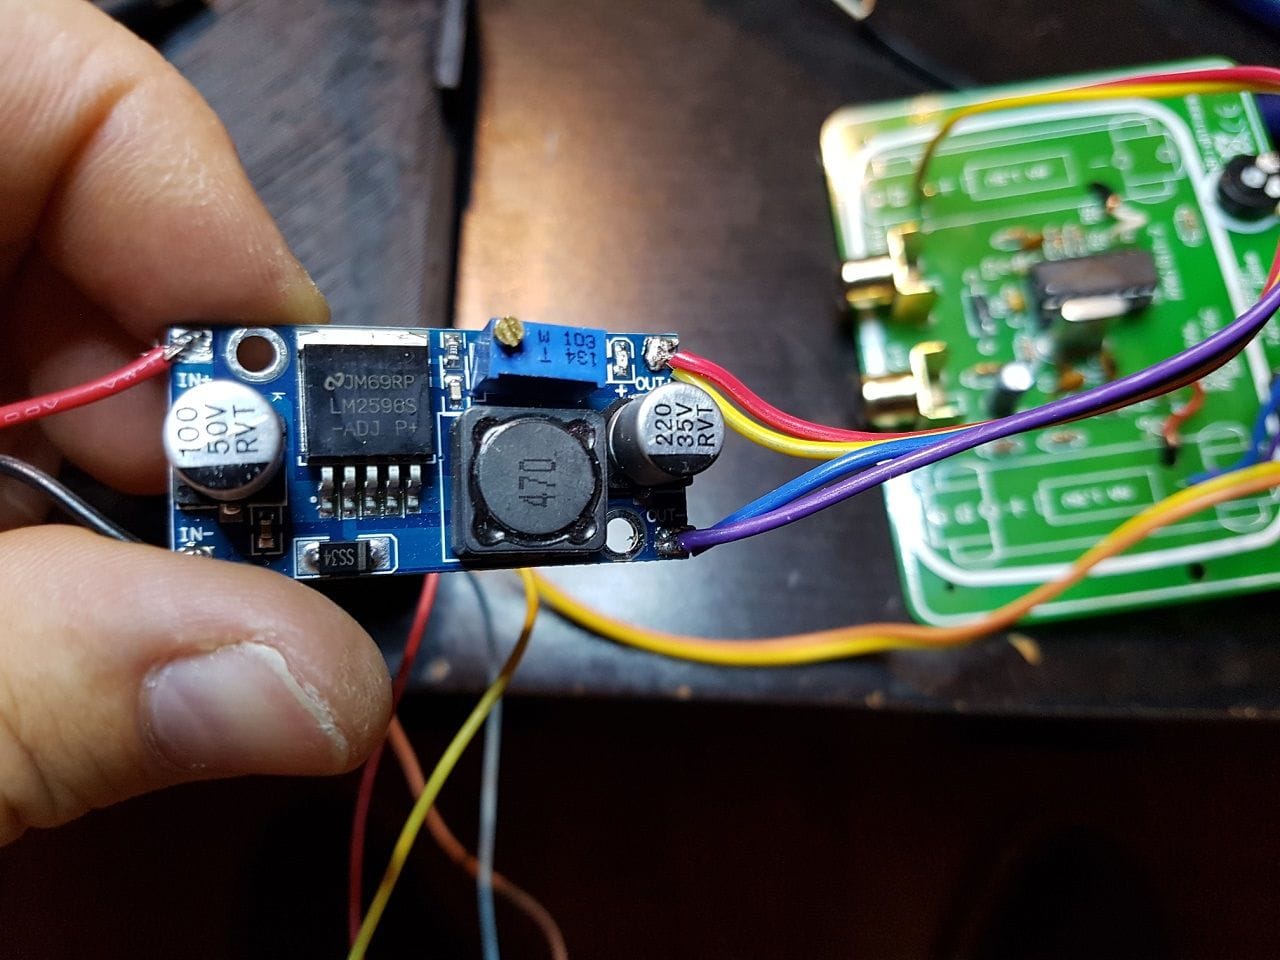 IN+
100
50V
RVT
JM69RP
LM2596S
-ADJ P+
W
103
T
134
+
OUT+
220
35V
RVT
470
OUT-
IN-
SS34
K